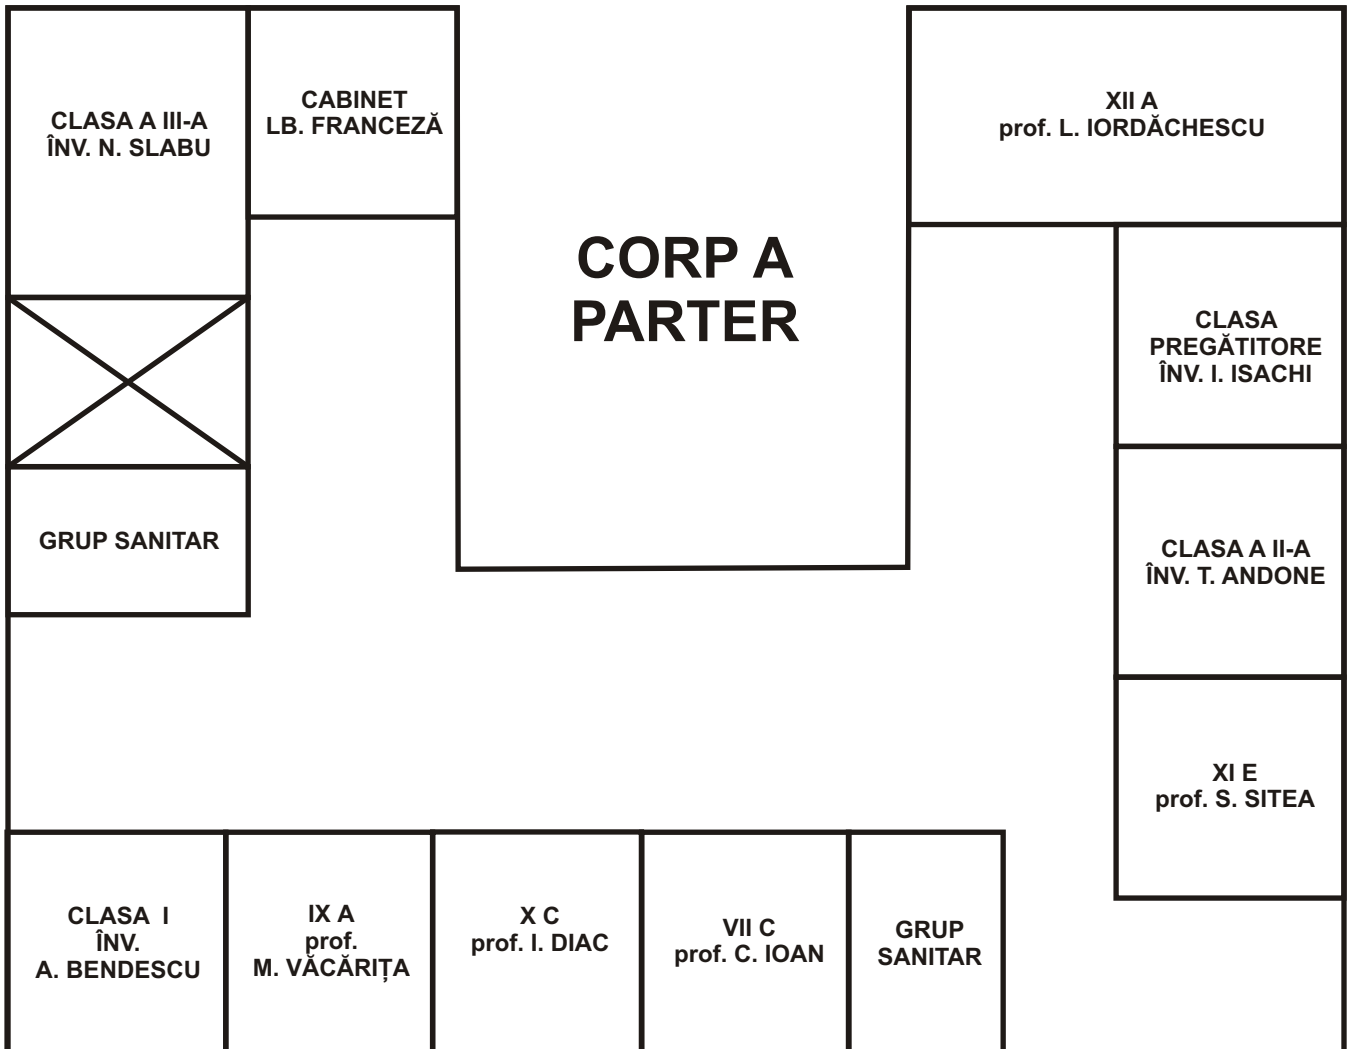 CLASA A III-A
ÎNV. N. SLABU
CABINET
LB. FRANCEZĂ
CORP A
PARTER
XII A
prof. L. IORDĂCHESCU
CLASA
PREGĂTITORE
ÎNV. I. ISACHI
GRUP SANITAR
CLASA A II-A
ÎNV. T. ANDONE
XI E
prof. S. SITEA
CLASA I
ÎNV.
A. BENDESCU
IX A
prof.
M. VĂCĂRIȚA
X C
prof. I. DIAC
VII C
prof. C. IOAN
GRUP
SANITAR